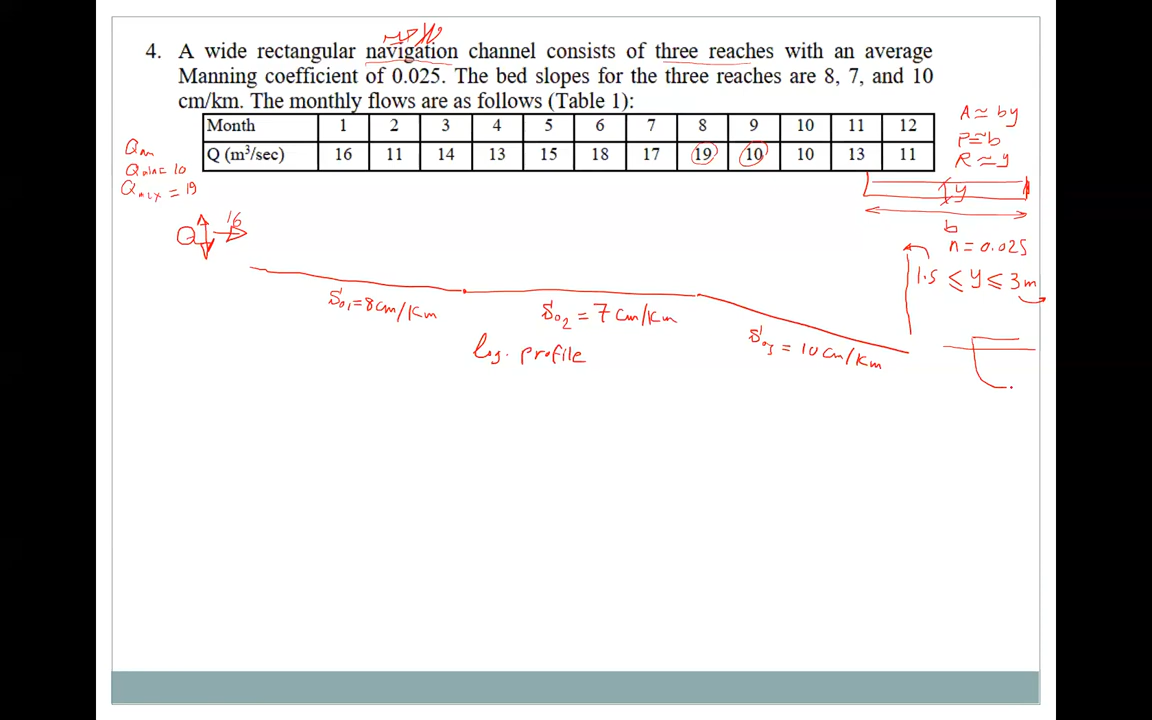 4. A wide rectangular navigation channel consists of three reaches with an average
Manning coefficient of 0.025. The bed slopes for the three reaches are 8, 7, and 10
cm/km. The monthly flows are as follows (Table 1):
Month 1 2 3 4 5 6 7 8 9 10 11 12
Q (m³/sec) 16 11 14 13 15 18 17 19 10 10 13 11
A ≃ by
P ≅ b
R ≃ y
Qmin = 10
Qmax = 19
y
b
Q 16
n = 0.025
1.5 ≤ y ≤ 3m
So1 = 8 cm/km
So2 = 7 cm/km
So3 = 10 cm/km
profile